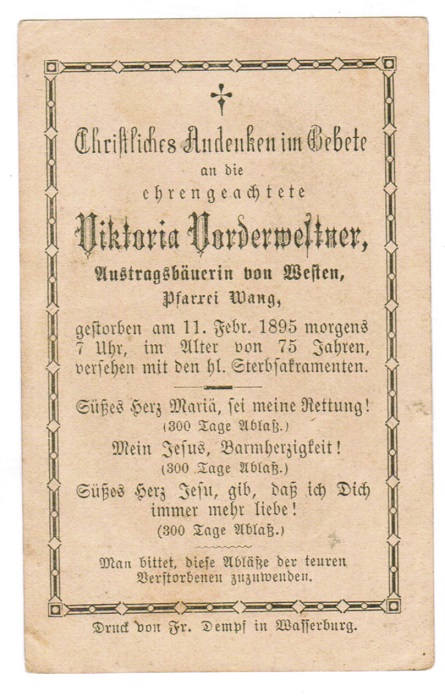 Christliches Andenken im Gebete
an die
ehrengeachtete
Viktoria Vorderwestner,
Austragsbäuerin von Westen,
Pfarrei Wang,
gestorben am 11. Febr. 1895 morgens
7 Uhr, im Alter von 75 Jahren,
versehen mit den hl. Sterbsakramenten.
Süßes Herz Mariä, sei meine Rettung!
(300 Tage Ablaß.)
Mein Jesus, Barmherzigkeit!
(300 Tage Ablaß.)
Süßes Herz Jesu, gib, daß ich Dich
immer mehr liebe!
(300 Tage Ablaß.)
Man bittet, diese Abläße der teuren
Verstorbenen zuzuwenden.
Druck von Fr. Dempf in Wasserburg.